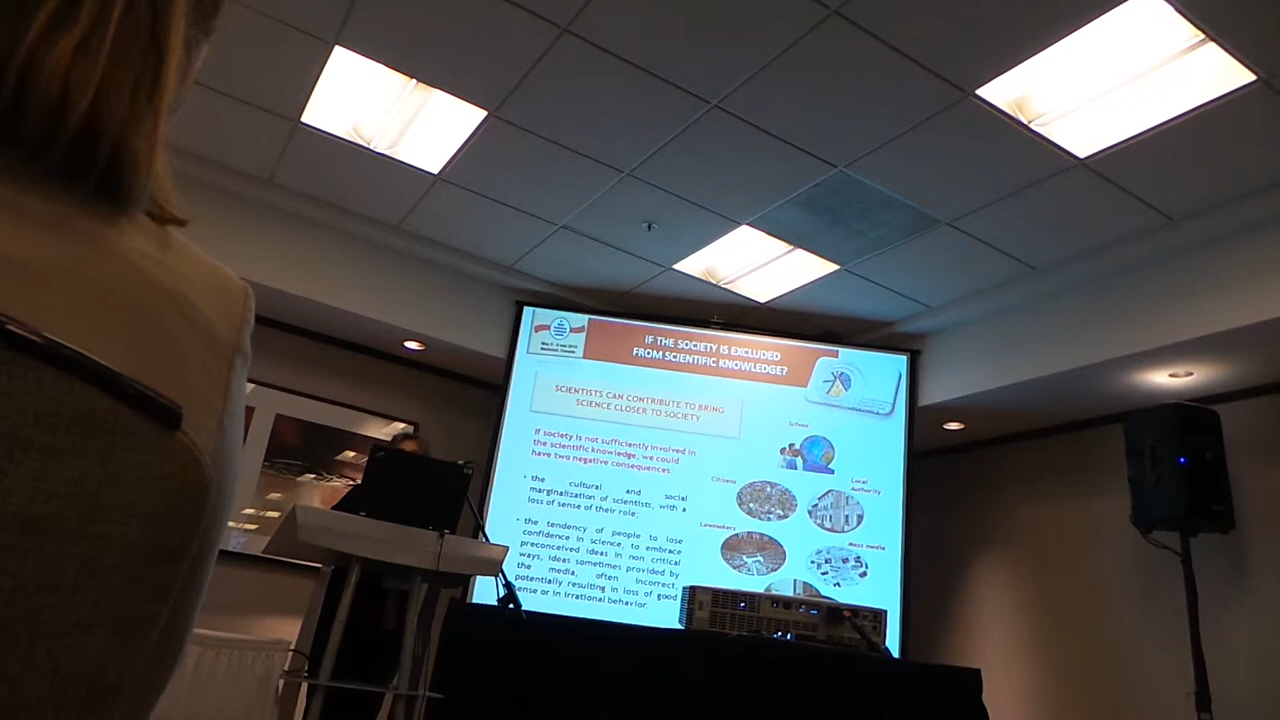 IF THE SOCIETY IS EXCLUDED
FROM SCIENTIFIC KNOWLEDGE?
SCIENTISTS CAN CONTRIBUTE TO BRING
SCIENCE CLOSER TO SOCIETY
If society is not sufficiently involved in
the scientific knowledge, we could
have two negative consequences:
• the cultural and social
marginalization of scientists, with a
loss of sense of their role;
• the tendency of people to lose
confidence in science, to embrace
preconceived ideas in non critical
ways, ideas sometimes provided by
the media, often incorrect,
potentially resulting in loss of good
sense or in irrational behavior.
School
Citizens
Local
Authority
Lawmakers
Mass media